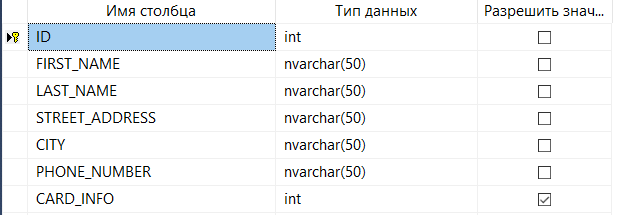 Имя столбца Тип данных Разрешить знач...
ID int
FIRST_NAME nvarchar(50)
LAST_NAME nvarchar(50)
STREET_ADDRESS nvarchar(50)
CITY nvarchar(50)
PHONE_NUMBER nvarchar(50)
CARD_INFO int